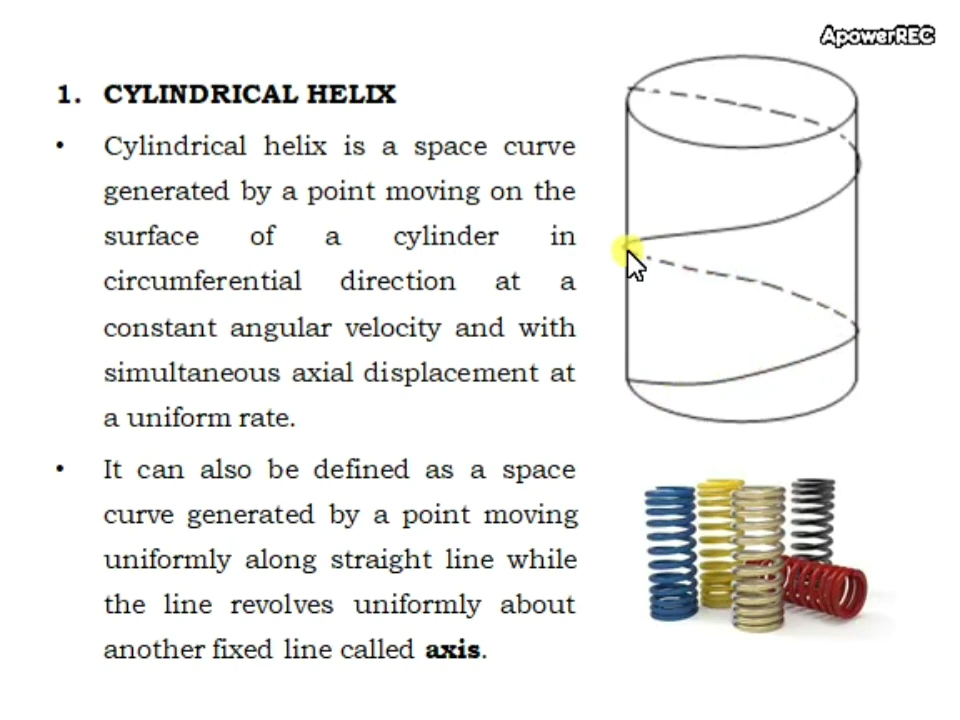 ApowerREC
1. CYLINDRICAL HELIX
• Cylindrical helix is a space curve
generated by a point moving on the
surface of a cylinder in
circumferential direction at a
constant angular velocity and with
simultaneous axial displacement at
a uniform rate.
• It can also be defined as a space
curve generated by a point moving
uniformly along straight line while
the line revolves uniformly about
another fixed line called axis.